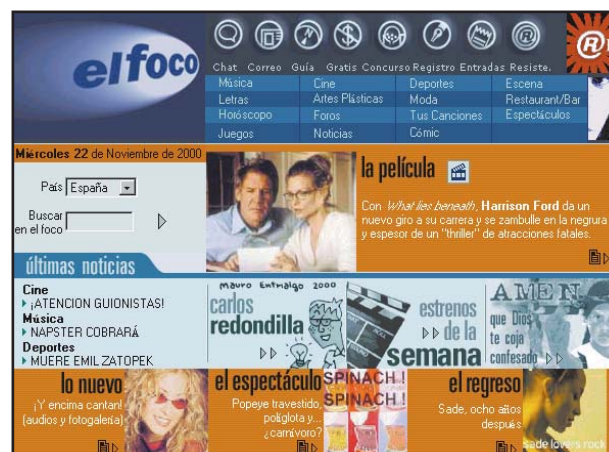 elfoco
Chat Correo Guía Gratis Concurso Registro Entradas Resiste.
Música Cine Deportes Escena
Letras Artes Plásticas Moda Restaurant/Bar
Horóscopo Foros Tus Canciones Espectáculos
Juegos Noticias Cómic
Miércoles 22 de Noviembre de 2000
País España
Buscar
en el foco
la película
Con What lies beneath, Harrison Ford da un
nuevo giro a su carrera y se zambulle en la negrura
y espesor de un "thriller" de atracciones fatales.
últimas noticias
Cine
¡ATENCION GUIONISTAS!
Música
NAPSTER COBRARÁ
Deportes
MUERE EMIL ZATOPEK
Mauro Entrialgo 2000
carlos
redondilla
estrenos
de la
semana
AMEN
que Dios
te coja
confesado
lo nuevo
¡Y encima cantan!
(audios y fotogalería)
el espectáculo
Popeye travestido,
políglota y...
¿carnívoro?
SPINACH!
SPINACH!
el regreso
Sade, ocho años
después
sade lovers rock